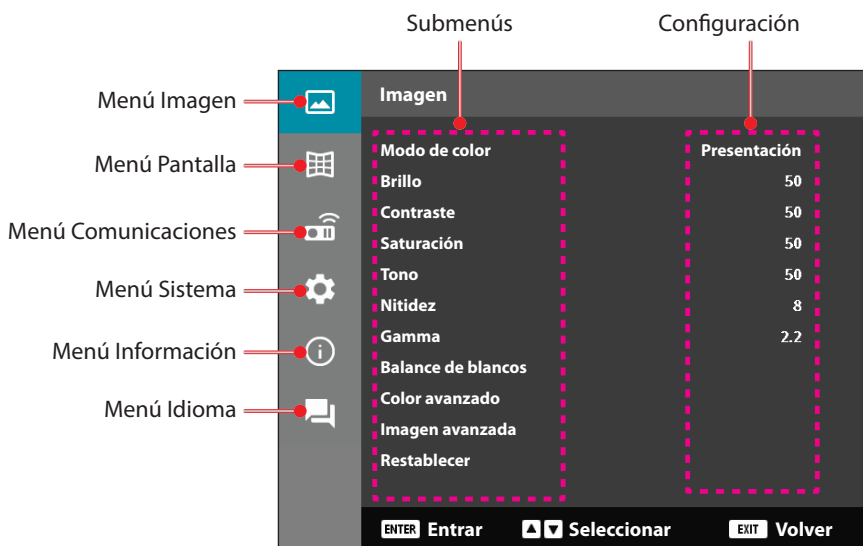 Submenús
Configuración
Menú Imagen
Menú Pantalla
Menú Comunicaciones
Menú Sistema
Menú Información
Menú Idioma
Imagen
Modo de color Presentación
Brillo 50
Contraste 50
Saturación 50
Tono 50
Nitidez 8
Gamma 2.2
Balance de blancos
Color avanzado
Imagen avanzada
Restablecer
ENTER Entrar Seleccionar EXIT Volver